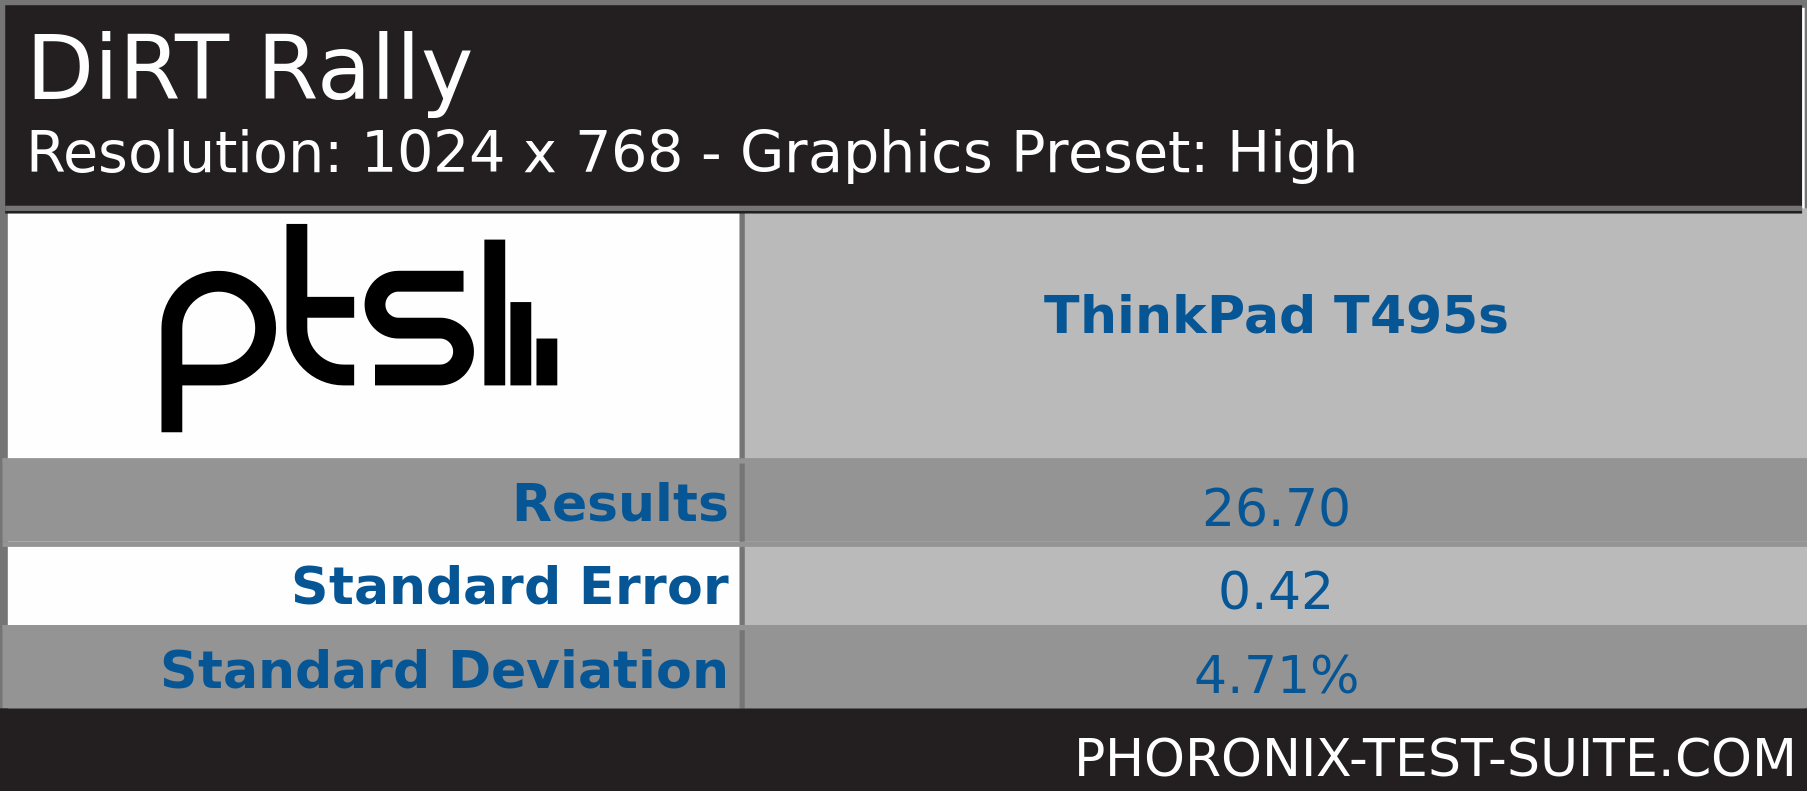 DiRT Rally
Resolution: 1024 x 768 - Graphics Preset: High
pts
ThinkPad T495s
Results 26.70
Standard Error 0.42
Standard Deviation 4.71%
PHORONIX-TEST-SUITE.COM